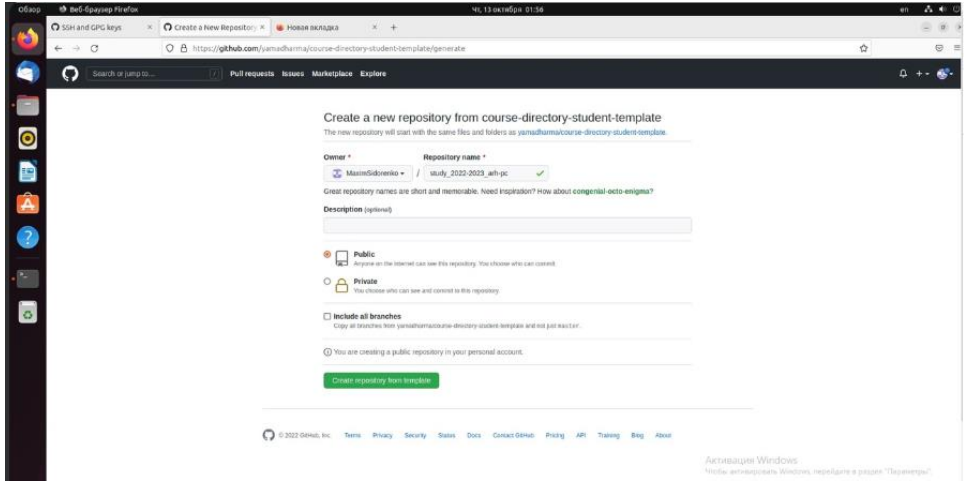 Обзор Веб-браузер Firefox Чт, 13 октября 01:56 en
SSH and GPG keys × Create a New Repository × Новая вкладка × +
https://github.com/yamadharma/course-directory-student-template/generate
Search or jump to... / Pull requests Issues Marketplace Explore
Create a new repository from course-directory-student-template
The new repository will start with the same files and folders as yamadharma/course-directory-student-template.
Owner * Repository name *
MaximSidorenko / study_2022-2023_arh-pc
Great repository names are short and memorable. Need inspiration? How about congenial-octo-enigma?
Description (optional)
Public
Anyone on the internet can see this repository. You choose who can commit.
Private
You choose who can see and commit to this repository.
Include all branches
Copy all branches from yamadharma/course-directory-student-template and not just master.
You are creating a public repository in your personal account.
Create repository from template
© 2022 GitHub, Inc. Terms Privacy Security Status Docs Contact GitHub Pricing API Training Blog About
Активация Windows
Чтобы активировать Windows, перейдите в раздел "Параметры".